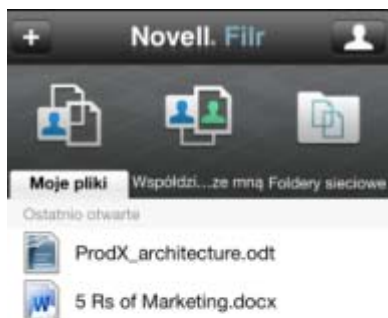 + Novell. Filr
Moje pliki Współdzi...ze mną Foldery sieciowe
Ostatnio otwarte
ProdX_architecture.odt
W 5 Rs of Marketing.docx